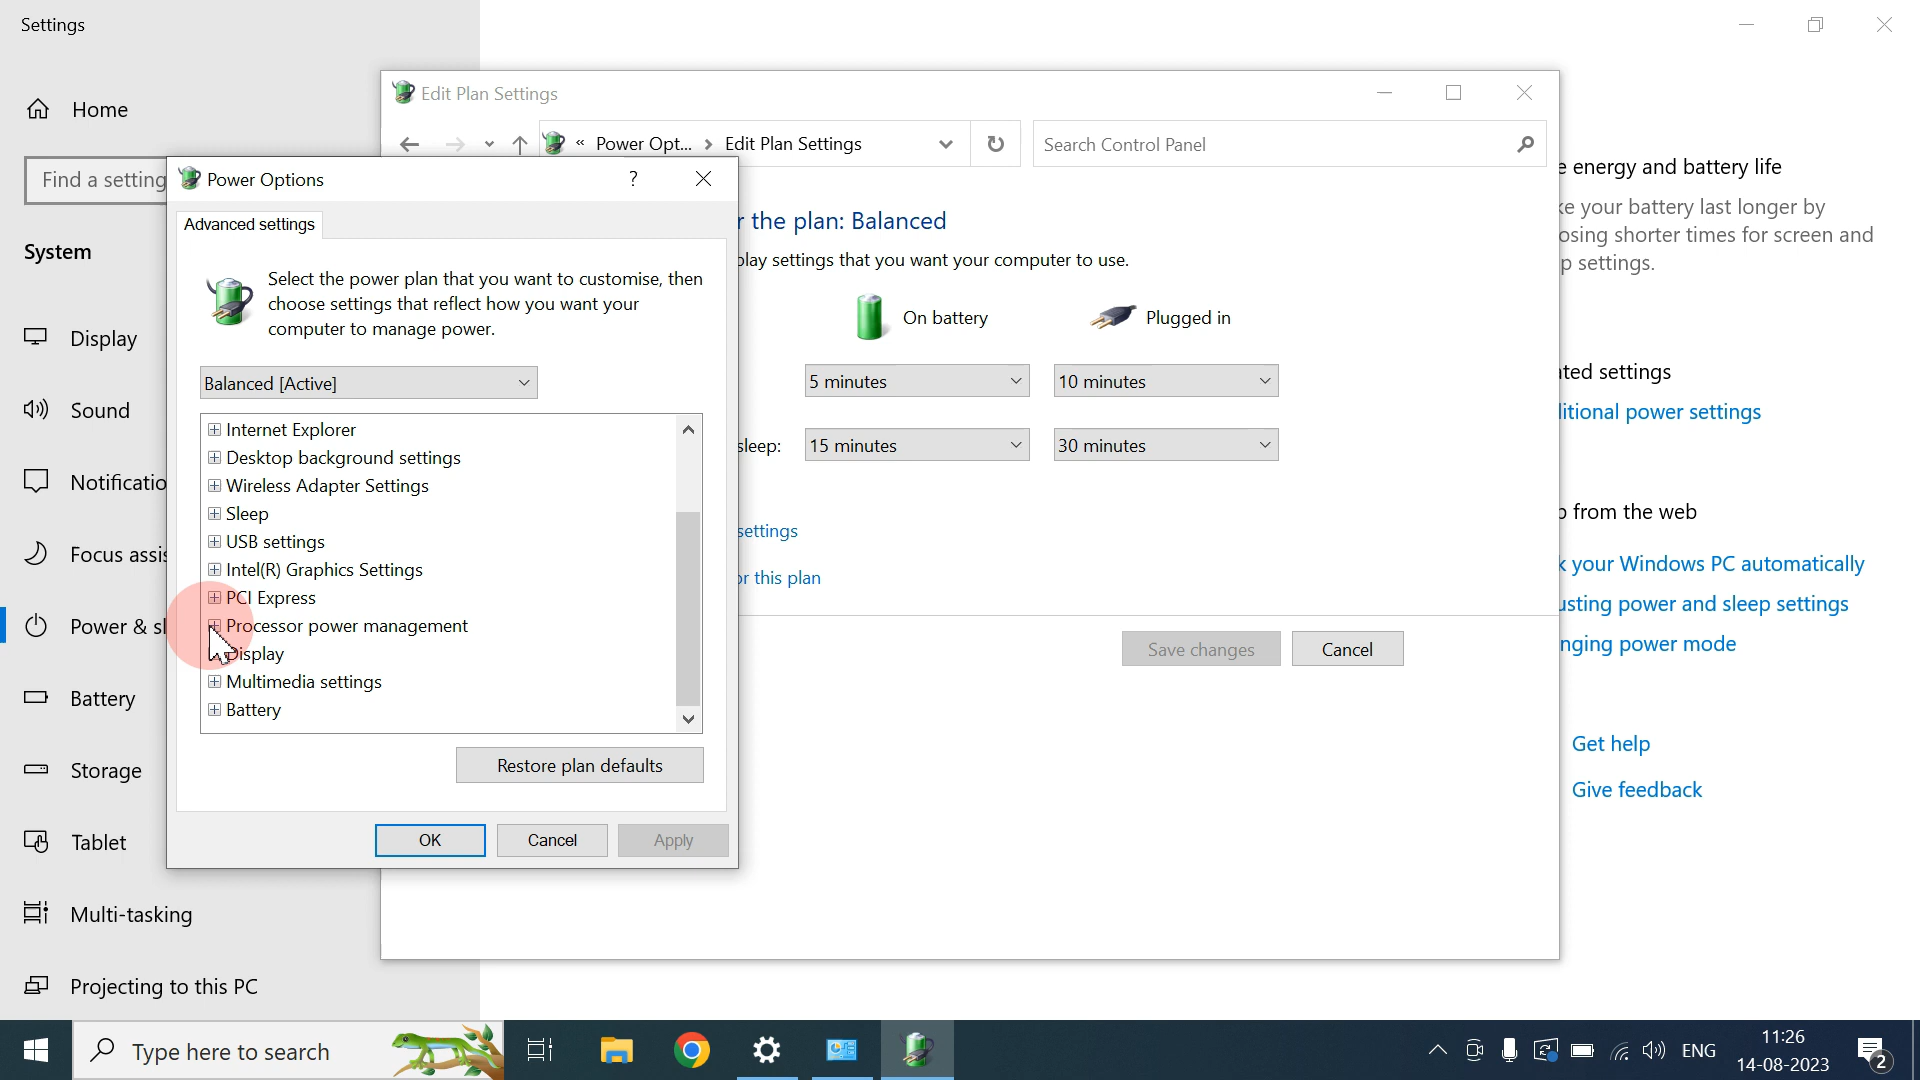 Settings
Home
Find a setting
System
Display
Sound
Notificatio
Focus assis
Power & sl
Battery
Storage
Tablet
Multi-tasking
Projecting to this PC
Edit Plan Settings
« Power Opt... > Edit Plan Settings
Search Control Panel
Power Options
?
Advanced settings
Select the power plan that you want to customise, then
choose settings that reflect how you want your
computer to manage power.
Balanced [Active]
Internet Explorer
Desktop background settings
Wireless Adapter Settings
Sleep
USB settings
Intel(R) Graphics Settings
PCI Express
Processor power management
Display
Multimedia settings
Battery
Restore plan defaults
OK
Cancel
Apply
r the plan: Balanced
play settings that you want your computer to use.
On battery
Plugged in
5 minutes
10 minutes
sleep:
15 minutes
30 minutes
settings
or this plan
Save changes
Cancel
e energy and battery life
ke your battery last longer by
osing shorter times for screen and
p settings.
ated settings
litional power settings
p from the web
k your Windows PC automatically
usting power and sleep settings
nging power mode
Get help
Give feedback
Type here to search
ENG
11:26
14-08-2023
2